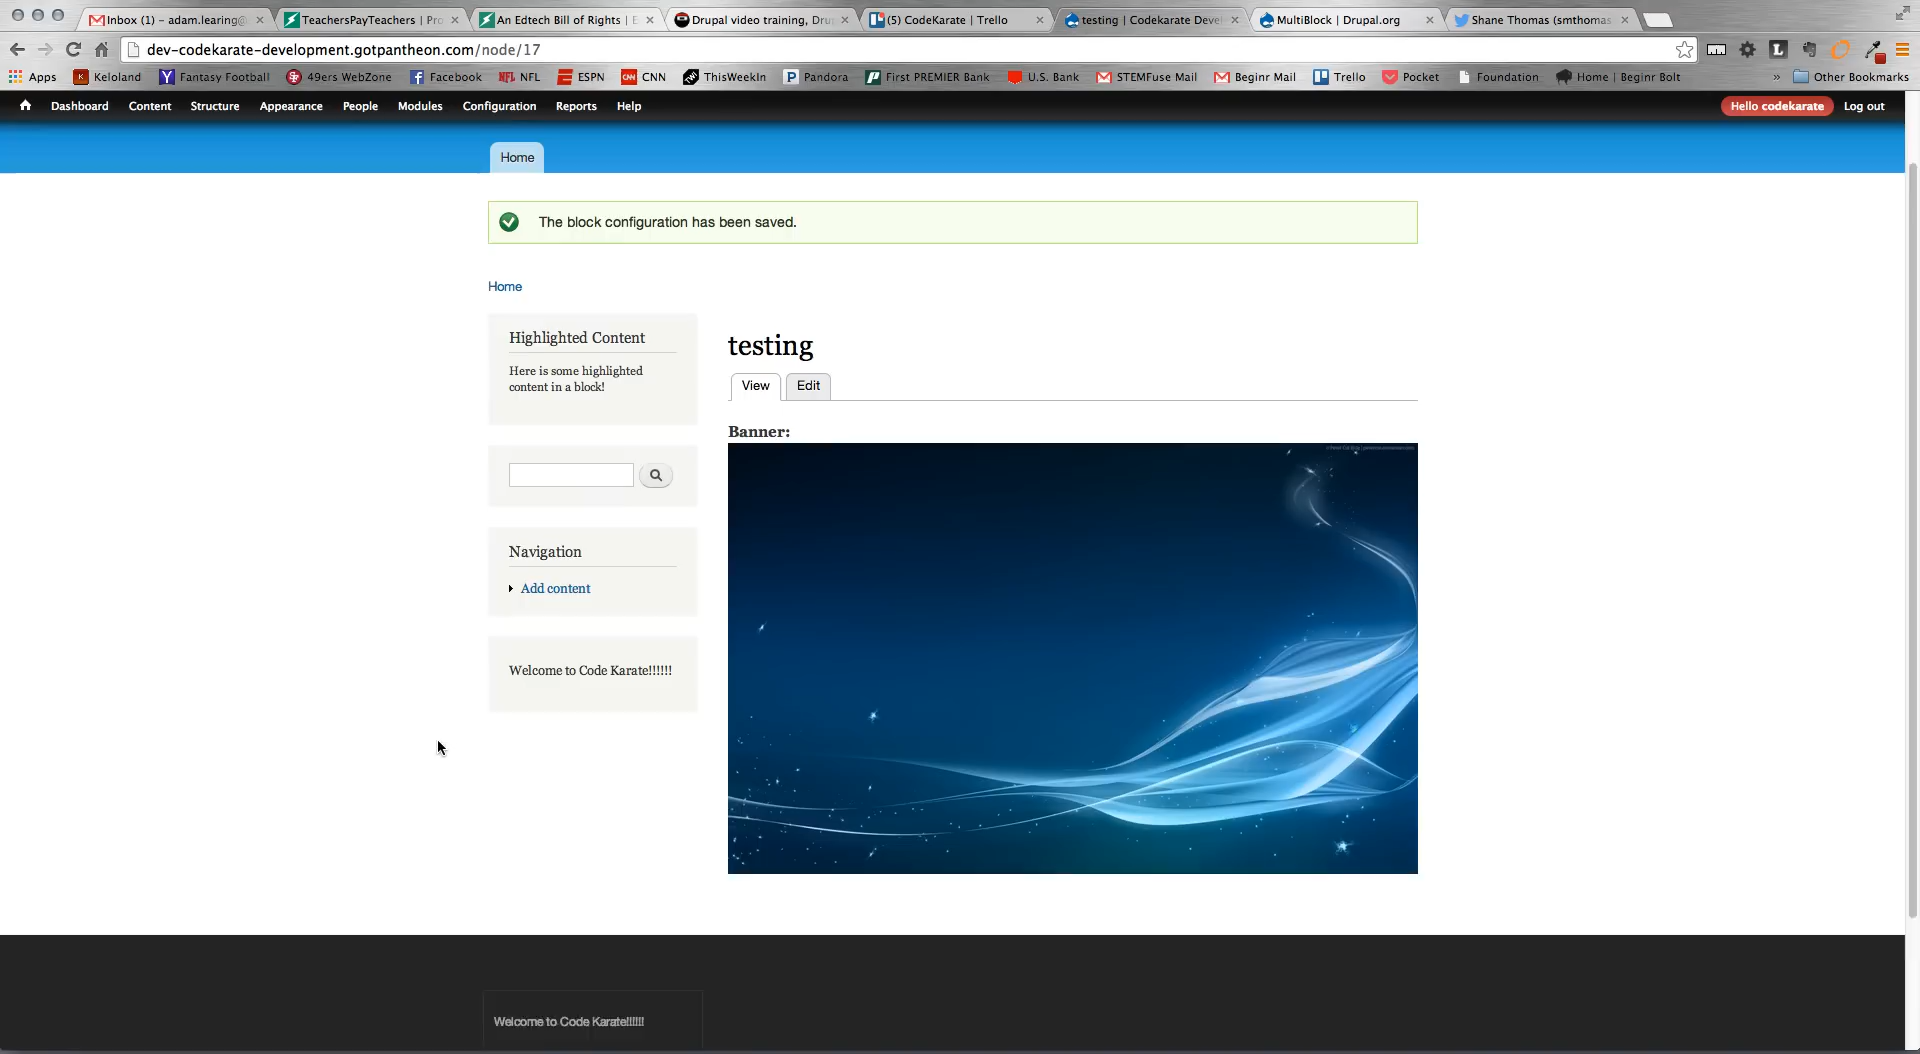 Inbox (1) – adam.learing@
TeachersPayTeachers | Pro
An Edtech Bill of Rights | E
Drupal video training, Dru
(5) CodeKarate | Trello
testing | Codekarate Devel
MultiBlock | Drupal.org
Shane Thomas (smthomas
dev-codekarate-development.gotpantheon.com/node/17
Apps
Keloland
Fantasy Football
49ers WebZone
Facebook
NFL
ESPN
CNN
ThisWeekIn
Pandora
First PREMIER Bank
U.S. Bank
STEMFuse Mail
Beginr Mail
Trello
Pocket
Foundation
Home | Beginr Bolt
»
Other Bookmarks
Dashboard
Content
Structure
Appearance
People
Modules
Configuration
Reports
Help
Hello codekarate
Log out
Home
The block configuration has been saved.
Home
Highlighted Content
Here is some highlighted
content in a block!
testing
View
Edit
Banner:
Navigation
Add content
Welcome to Code Karate!!!!!!
Welcome to Code Karate!!!!!!